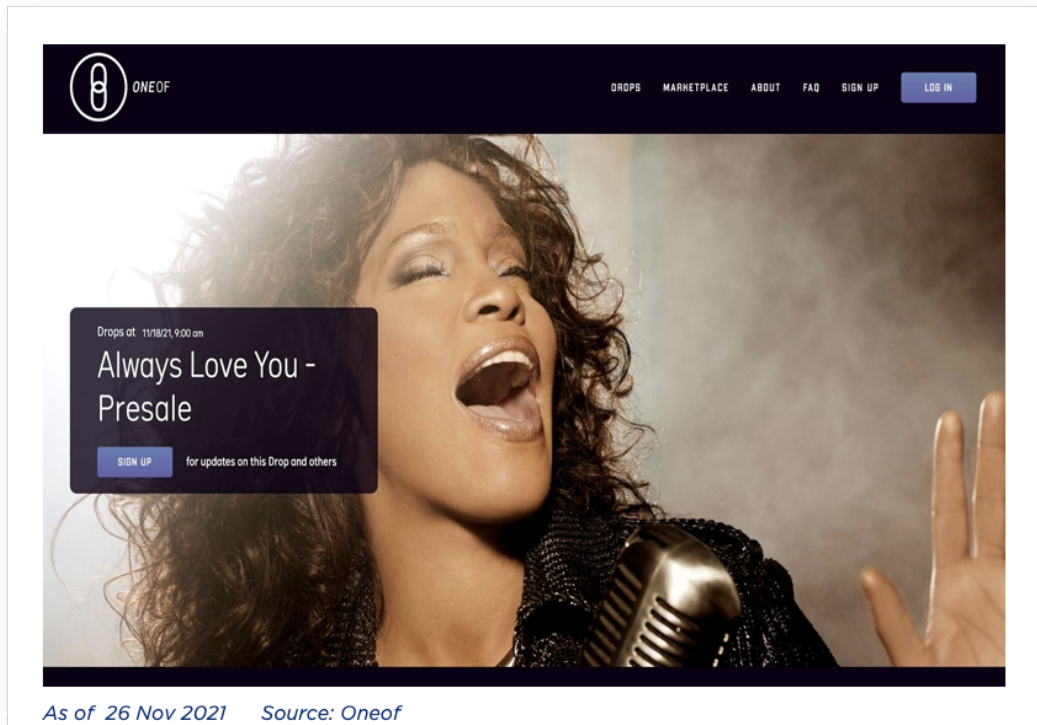 ONEOF
DROPS MARKETPLACE ABOUT FAQ SIGN UP LOG IN
Drops at 11/18/21, 9:00 am
Always Love You -
Presale
SIGN UP for updates on this Drop and others
As of 26 Nov 2021 Source: Oneof